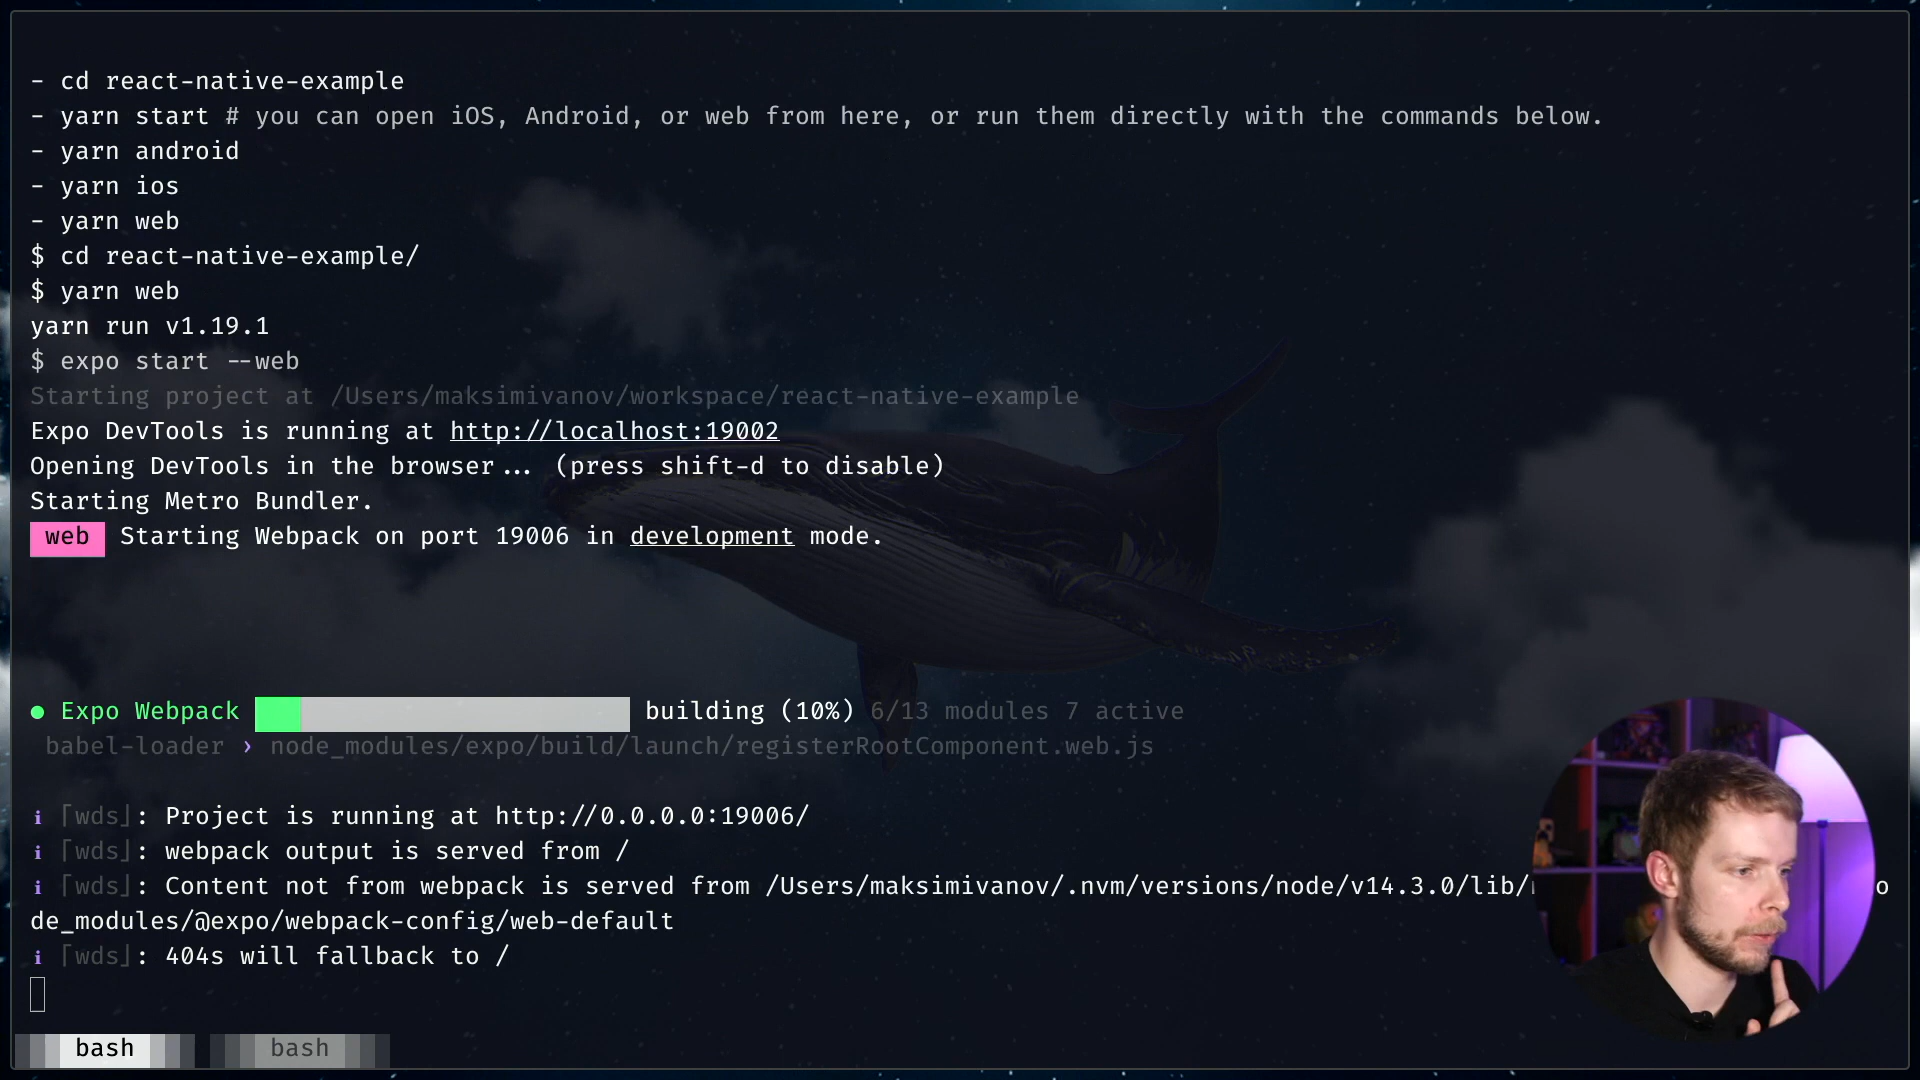 - cd react-native-example
- yarn start # you can open iOS, Android, or web from here, or run them directly with the commands below.
- yarn android
- yarn ios
- yarn web
$ cd react-native-example/
$ yarn web
yarn run v1.19.1
$ expo start --web
Starting project at /Users/maksimivanov/workspace/react-native-example
Expo DevTools is running at http://localhost:19002
Opening DevTools in the browser... (press shift-d to disable)
Starting Metro Bundler.
web Starting Webpack on port 19006 in development mode.
● Expo Webpack building (10%) 6/13 modules 7 active
babel-loader › node_modules/expo/build/launch/registerRootComponent.web.js
ℹ ｢wds｣: Project is running at http://0.0.0.0:19006/
ℹ ｢wds｣: webpack output is served from /
ℹ ｢wds｣: Content not from webpack is served from /Users/maksimivanov/.nvm/versions/node/v14.3.0/lib/ o
de_modules/@expo/webpack-config/web-default
ℹ ｢wds｣: 404s will fallback to /
bash bash